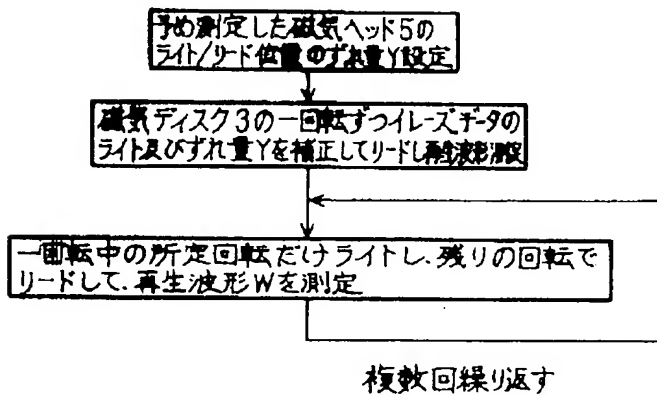 予め測定した磁気ヘッド5の
ライト/リード位置のずれ量Y設定
磁気ディスク3の一回転ずつイレーズデータの
ライト及びずれ量Yを補正してリードし再生波形測定
一回転中の所定回転だけライトし、残りの回転で
リードして、再生波形Wを測定
複数回繰り返す